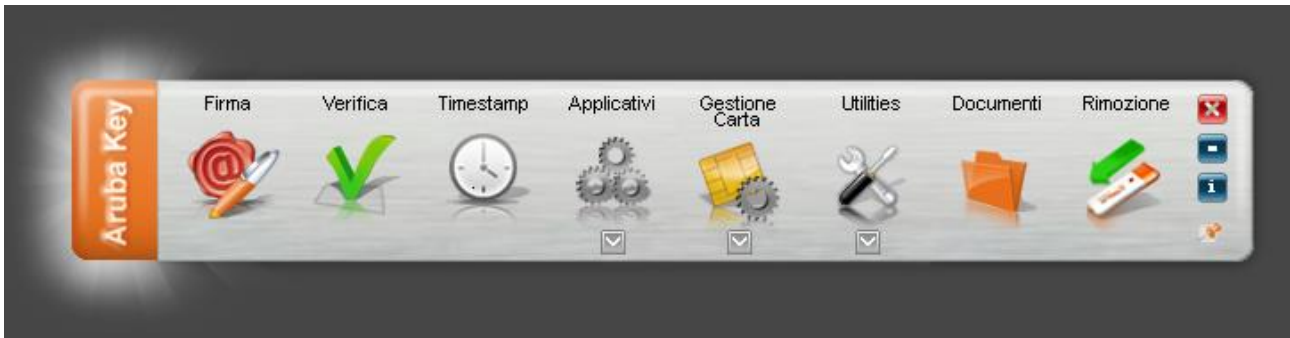 Aruba Key
Firma
Verifica
Timestamp
Applicativi
Gestione
Carta
Utilities
Documenti
Rimozione